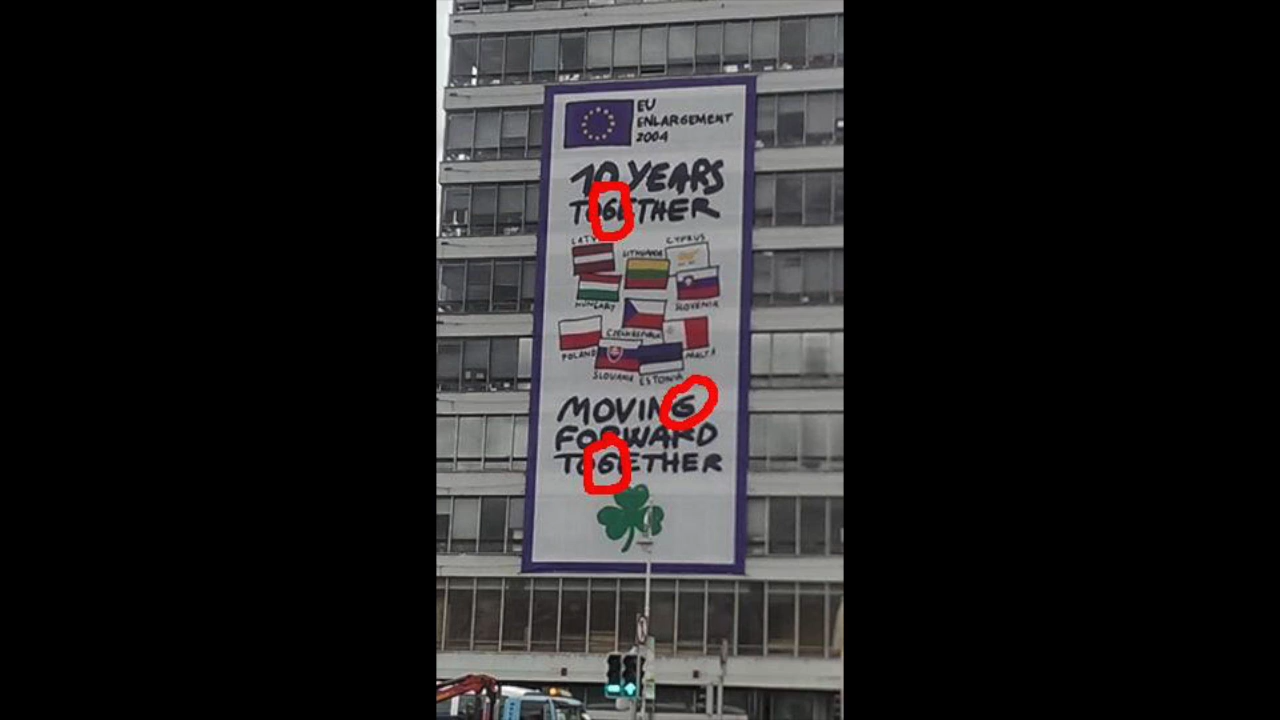 EU
ENLARGEMENT
2004
10 YEARS
TOGETHER
LATV
CYPRUS
LITHUANIA
HUNGARY
SLOVENIA
CZECH REPUBLIC
POLAND
MALTA
SLOVAKIA
ESTONIA
MOVING
FORWARD
TOGETHER